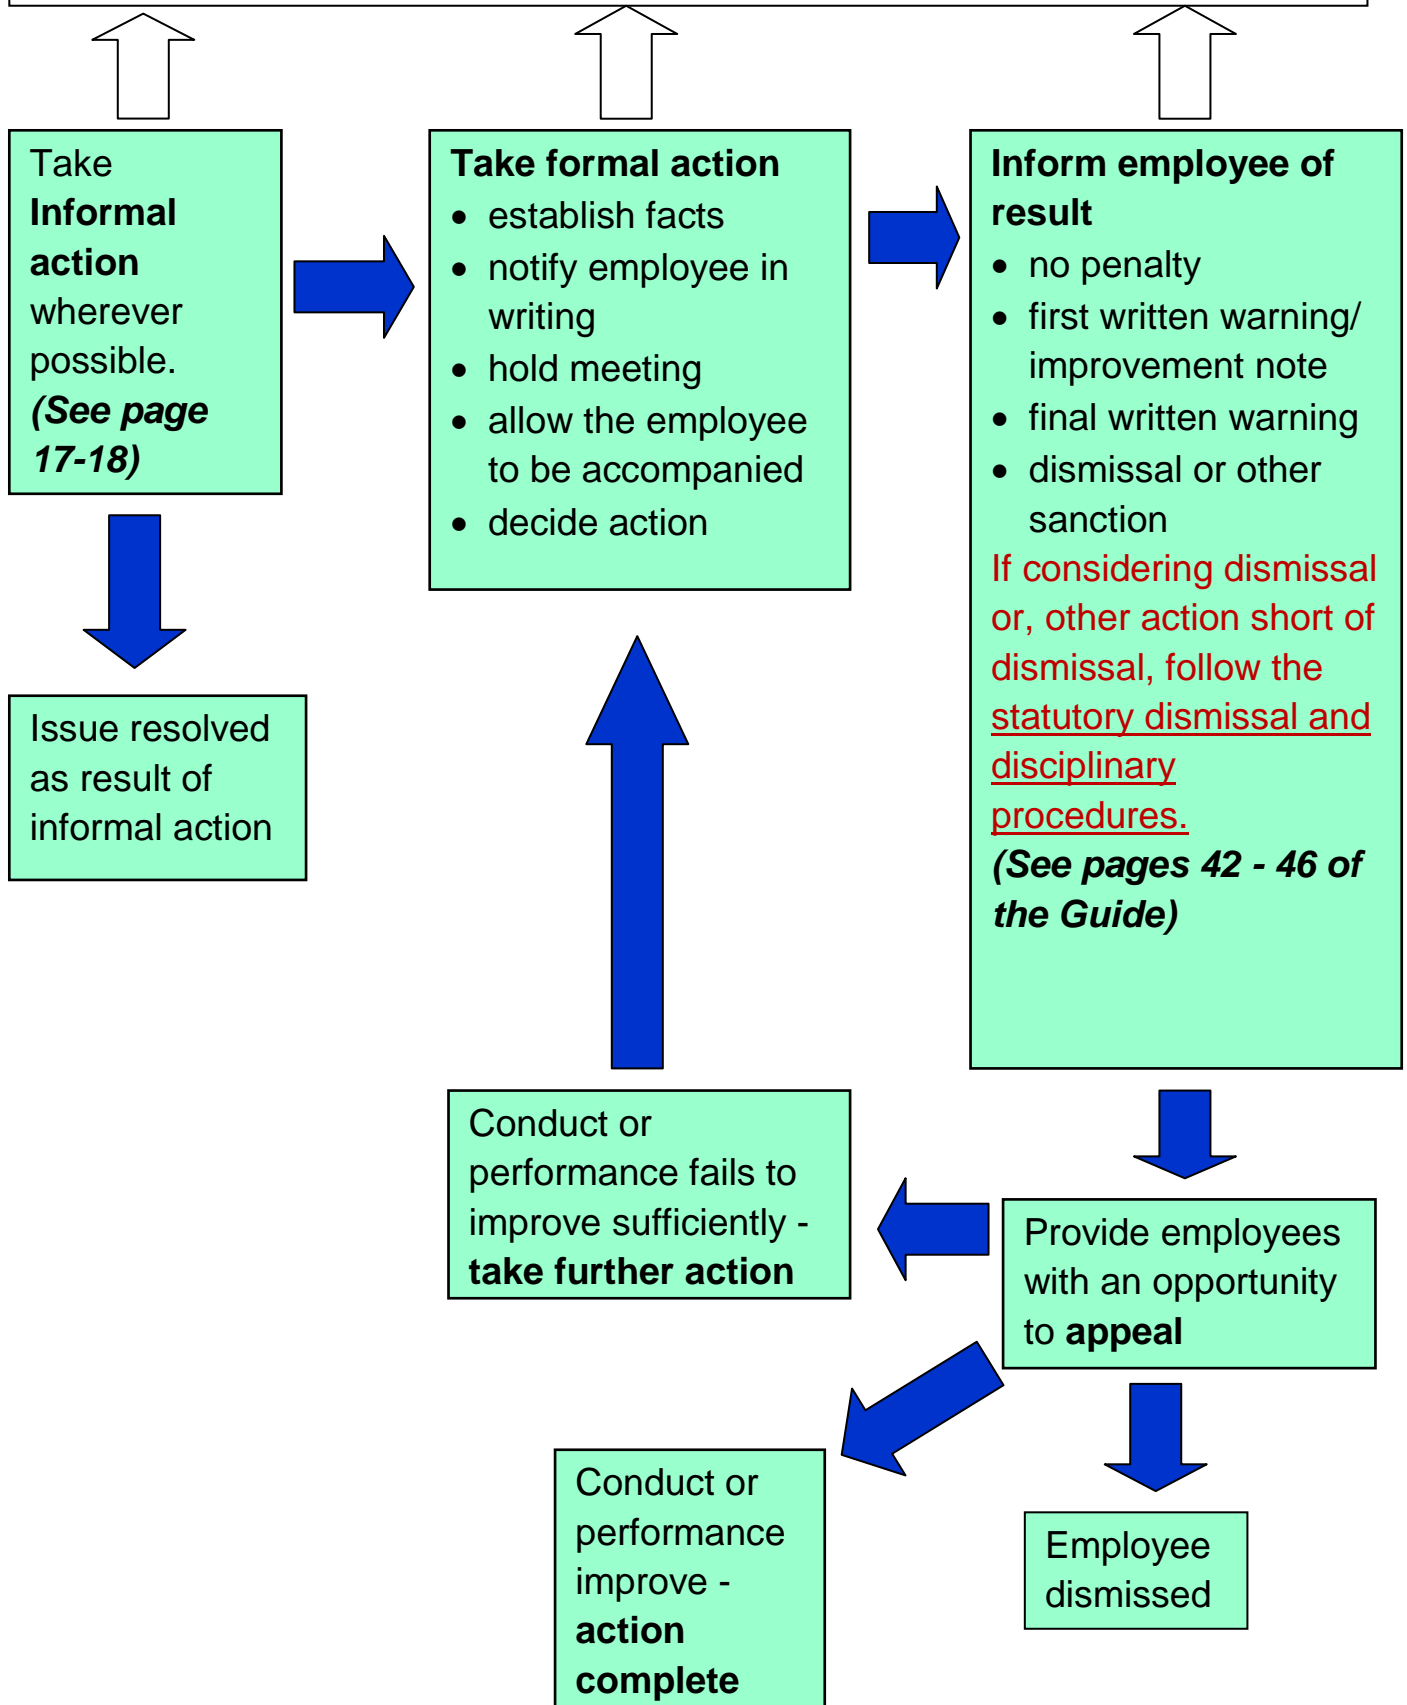 Take
Informal
action
wherever
possible.
(See page
17-18)
Take formal action
• establish facts
• notify employee in
writing
• hold meeting
• allow the employee
to be accompanied
• decide action
Inform employee of
result
• no penalty
• first written warning/
improvement note
• final written warning
• dismissal or other
sanction
If considering dismissal
or, other action short of
dismissal, follow the
statutory dismissal and
disciplinary
procedures.
(See pages 42 - 46 of
the Guide)
Issue resolved
as result of
informal action
Conduct or
performance fails to
improve sufficiently -
take further action
Provide employees
with an opportunity
to appeal
Conduct or
performance
improve -
action
complete
Employee
dismissed